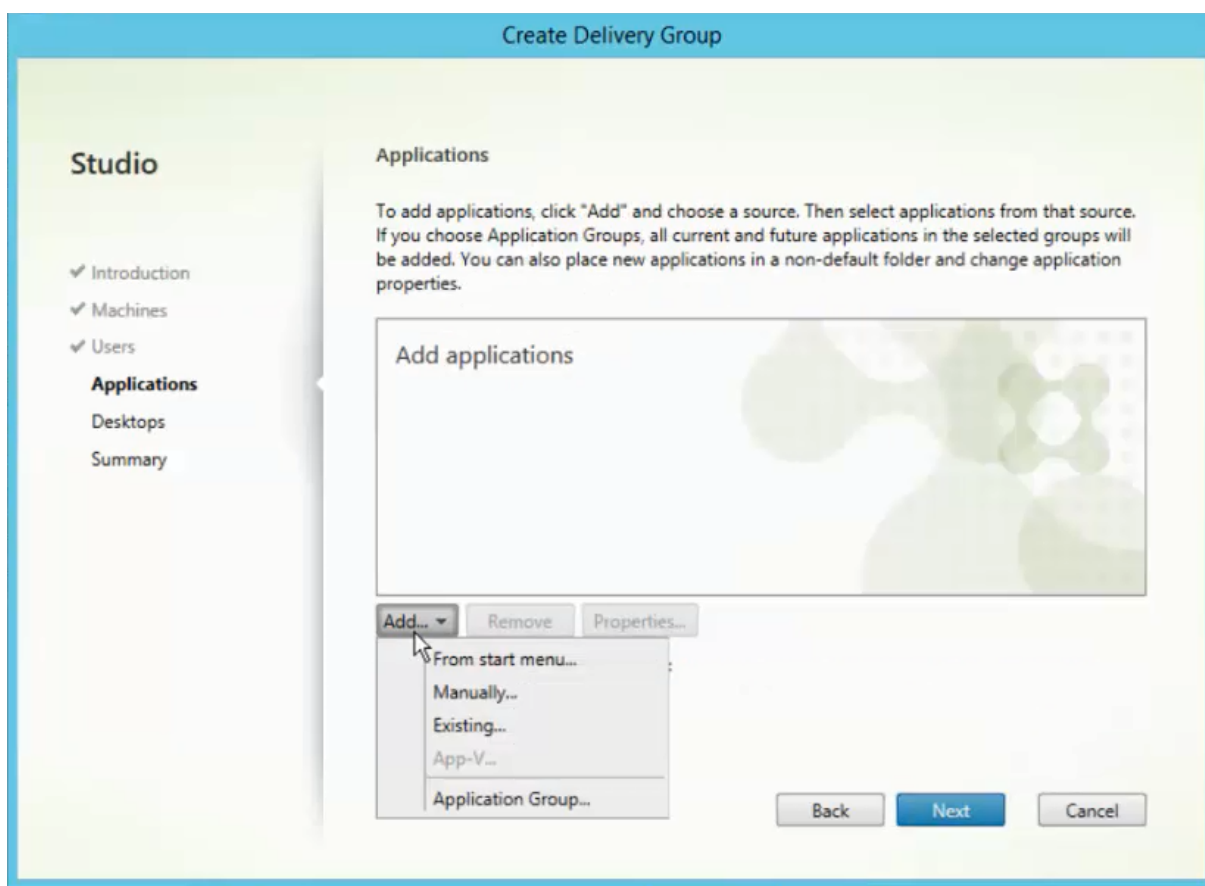 Create Delivery Group
Studio
Introduction
Machines
Users
Applications
Desktops
Summary
Applications
To add applications, click "Add" and choose a source. Then select applications from that source.
If you choose Application Groups, all current and future applications in the selected groups will
be added. You can also place new applications in a non-default folder and change application
properties.
Add applications
Add... Remove Properties...
From start menu...
Manually...
Existing...
App-V...
Application Group...
Back Next Cancel